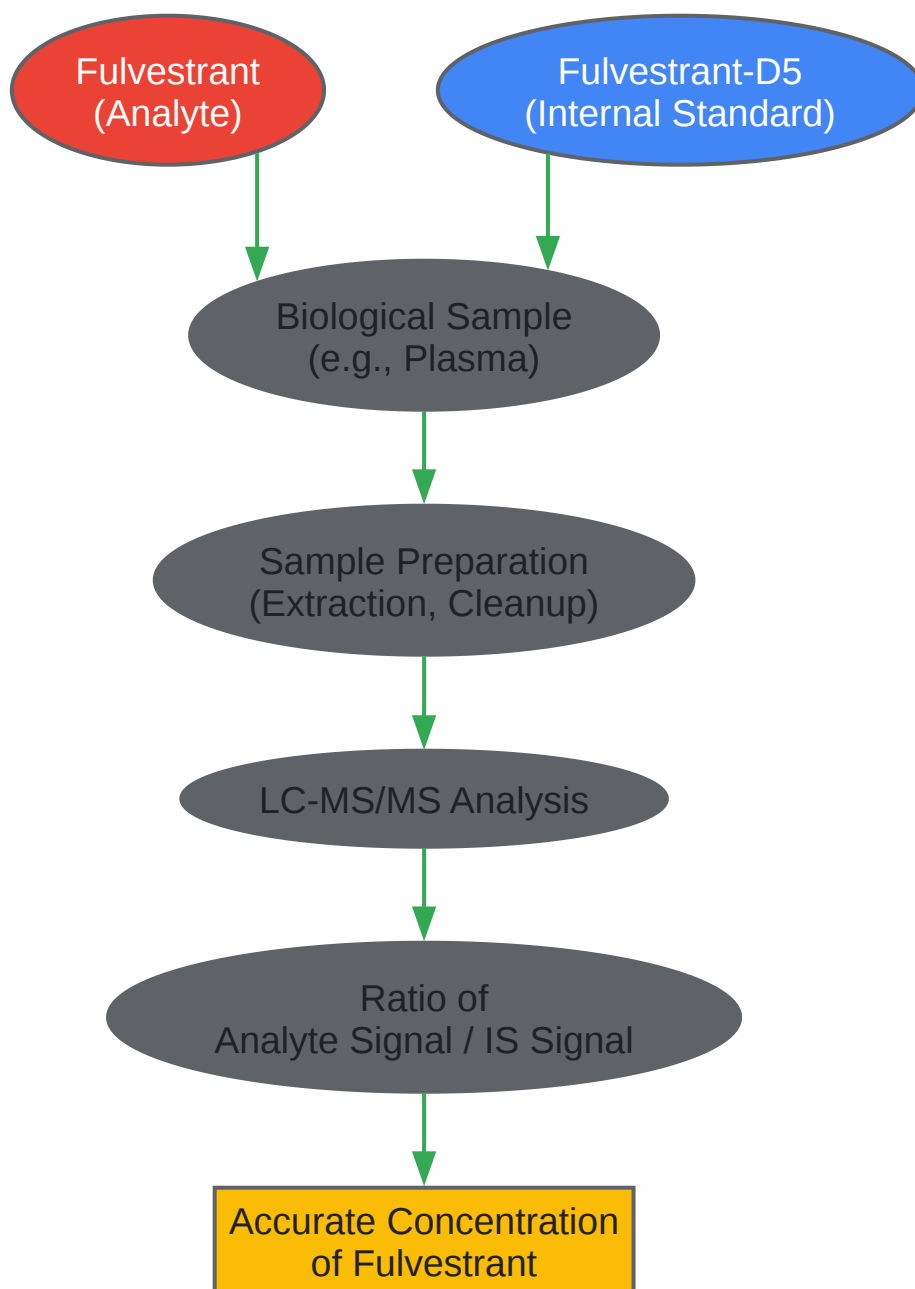 Fulvestrant
(Analyte)
Fulvestrant-D5
(Internal Standard)
Biological Sample
(e.g., Plasma)
Sample Preparation
(Extraction, Cleanup)
LC-MS/MS Analysis
Ratio of
Analyte Signal / IS Signal
Accurate Concentration
of Fulvestrant